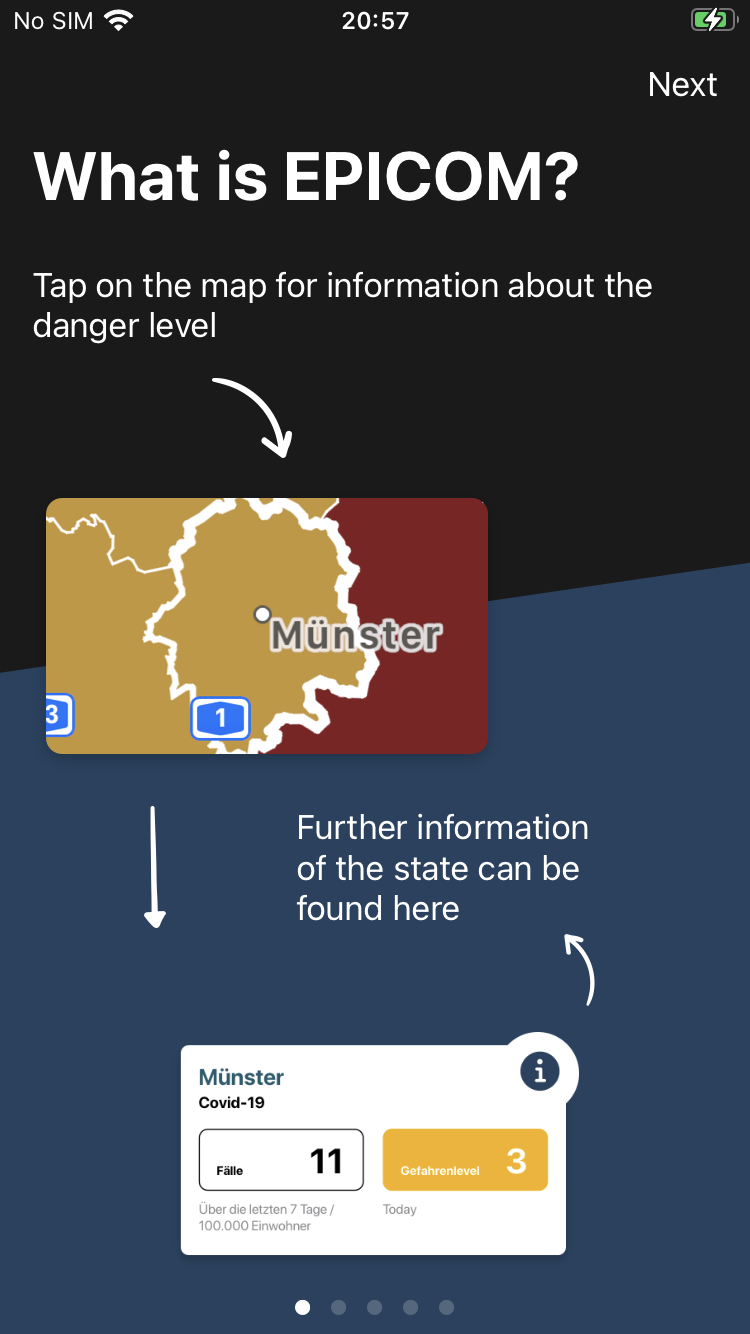 No SIM 20:57
Next
What is EPICOM?
Tap on the map for information about the
danger level
Münster
3
1
Further information
of the state can be
found here
Münster
Covid-19
Fälle 11
Gefahrenlevel 3
Über die letzten 7 Tage /
100.000 Einwohner
Today